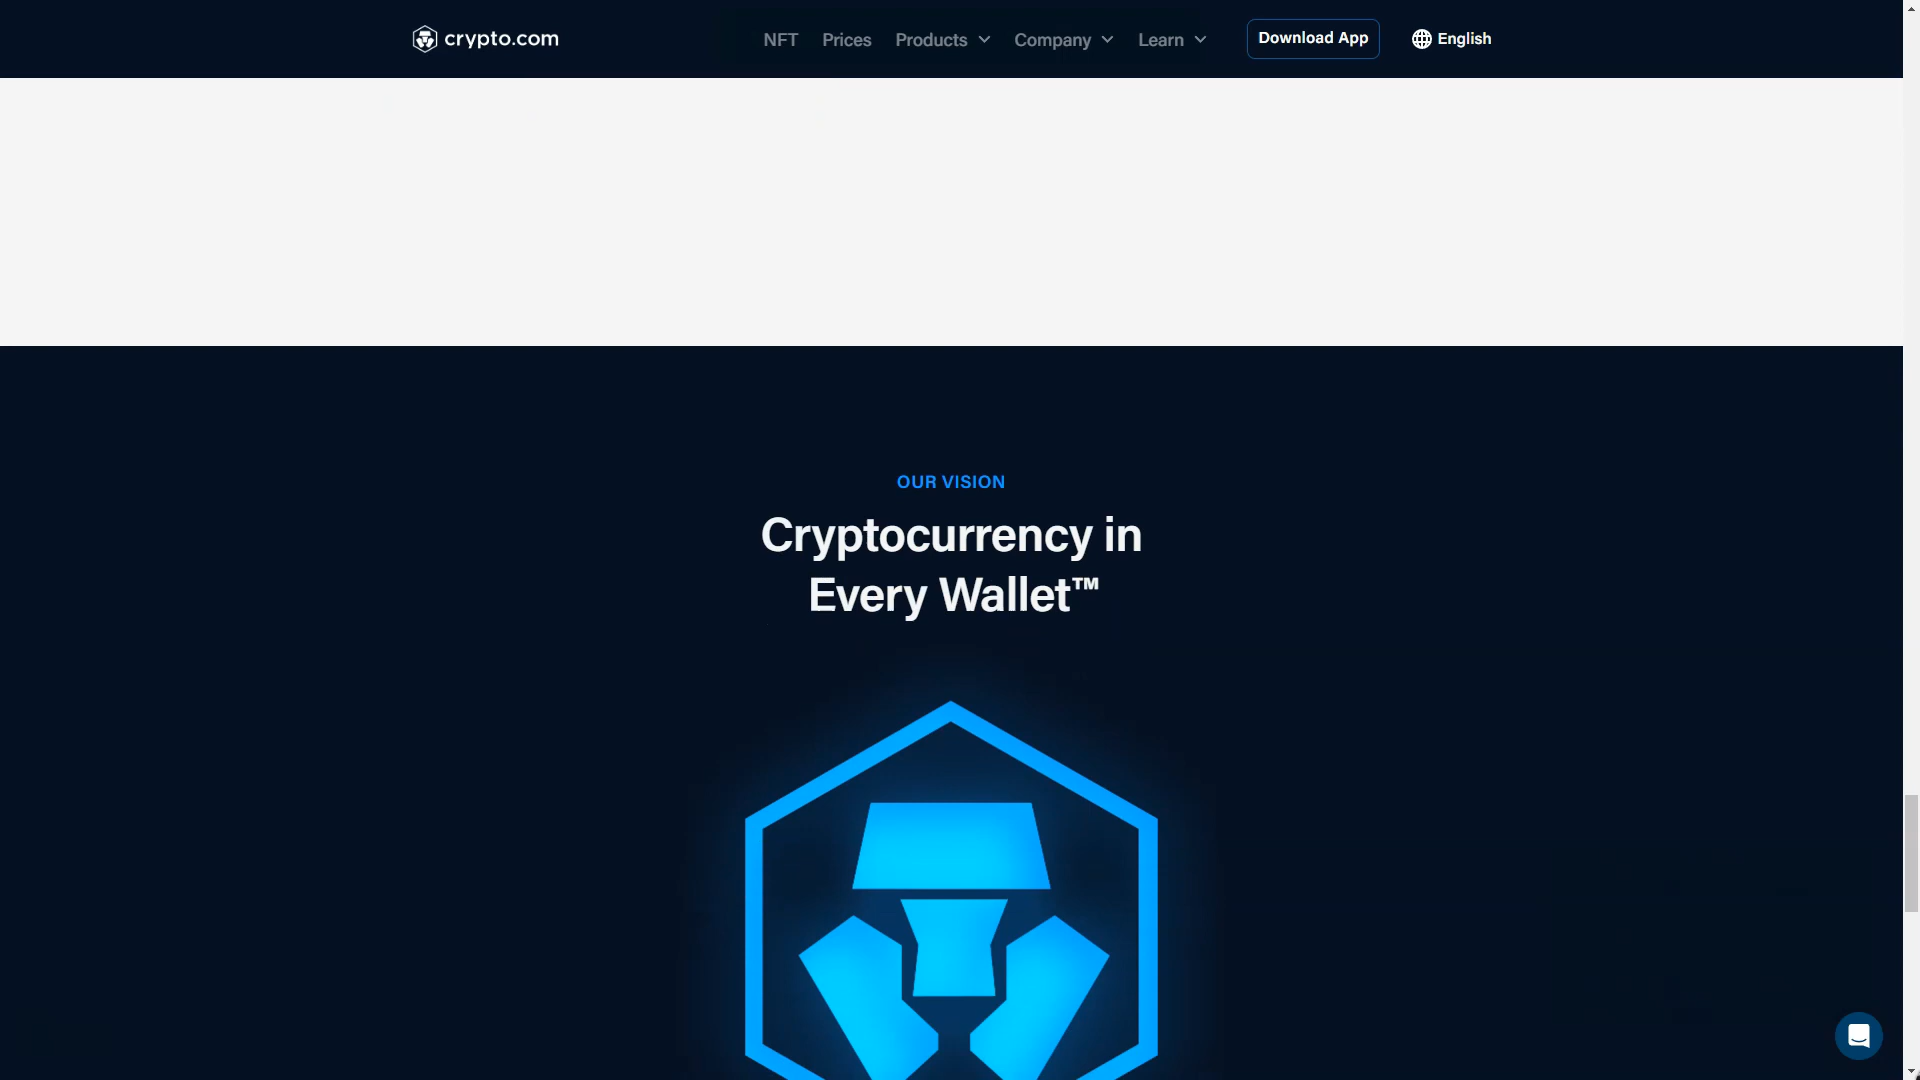 crypto.com
NFT
Prices
Products
Company
Learn
Download App
English
OUR VISION
Cryptocurrency in
Every Wallet™